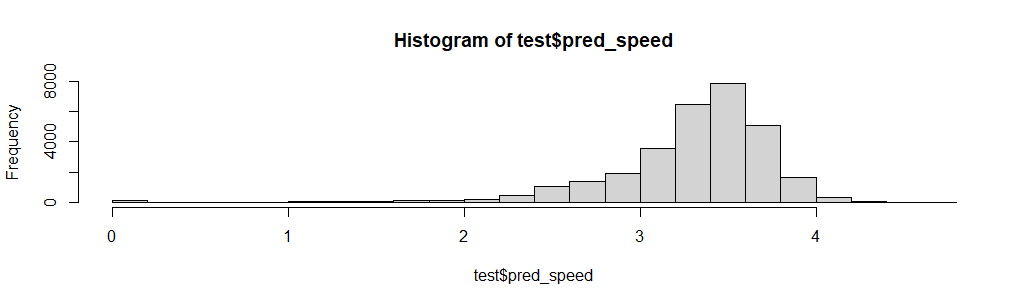 Histogram of test$pred_speed
Frequency
8000
4000
0
0 1 2 3 4
test$pred_speed